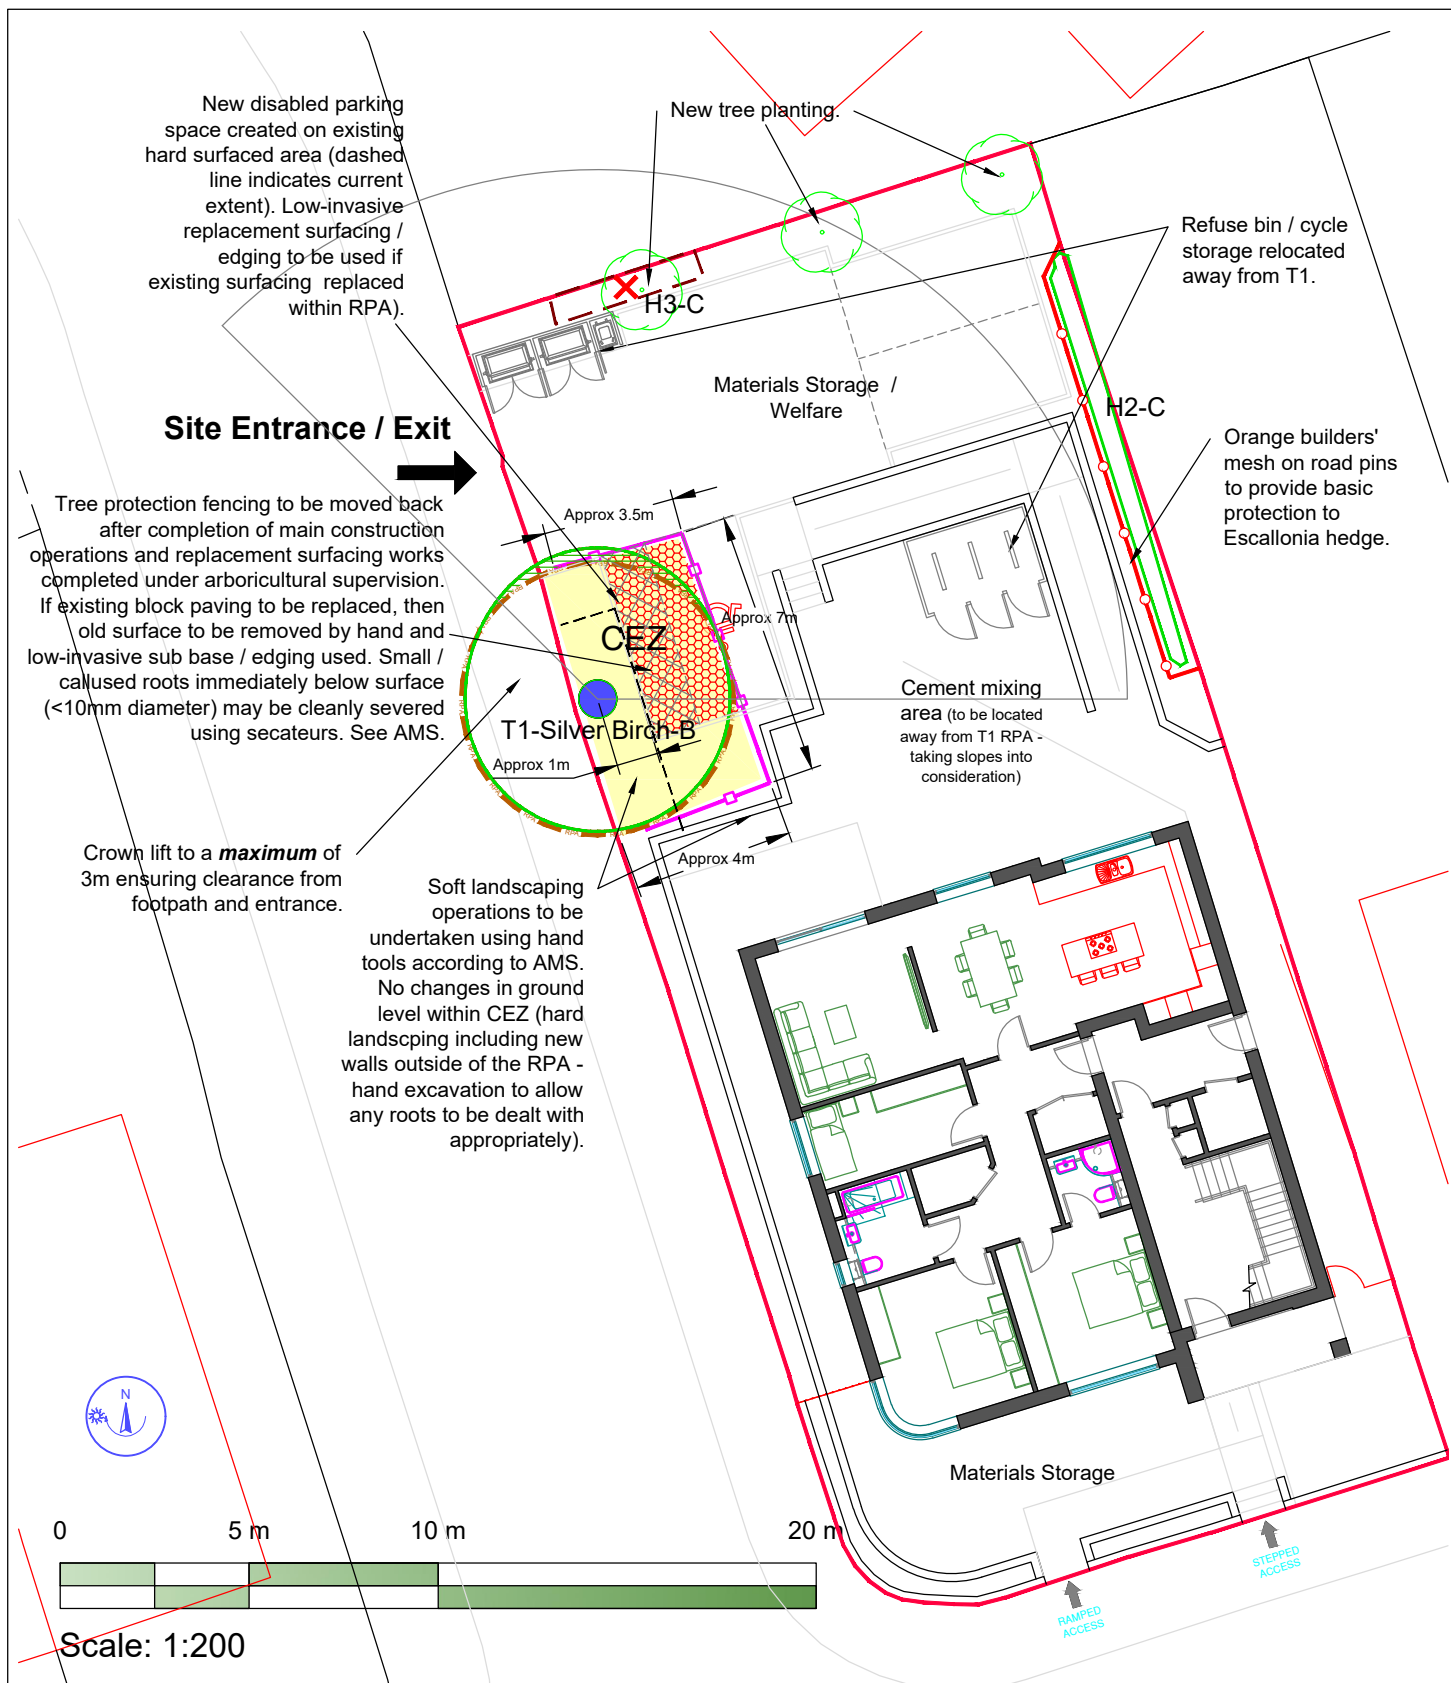 New disabled parking
space created on existing
hard surfaced area (dashed
line indicates current
extent). Low-invasive
replacement surfacing /
edging to be used if
existing surfacing replaced
within RPA).
New tree planting.
Refuse bin / cycle
storage relocated
away from T1.
H3-C
Materials Storage /
Welfare
H2-C
Site Entrance / Exit
Orange builders'
mesh on road pins
to provide basic
protection to
Escallonia hedge.
Tree protection fencing to be moved back
after completion of main construction
operations and replacement surfacing works
completed under arboricultural supervision.
If existing block paving to be replaced, then
old surface to be removed by hand and
low-invasive sub base / edging used. Small /
callused roots immediately below surface
(<10mm diameter) may be cleanly severed
using secateurs. See AMS.
Approx 3.5m
Approx 7m
CEZ
T1-Silver Birch-B
Approx 1m
Approx 4m
RPA
RPA
RPA
RPA
Cement mixing
area (to be located
away from T1 RPA -
taking slopes into
consideration)
Crown lift to a maximum of
3m ensuring clearance from
footpath and entrance.
Soft landscaping
operations to be
undertaken using hand
tools according to AMS.
No changes in ground
level within CEZ (hard
landscping including new
walls outside of the RPA -
hand excavation to allow
any roots to be dealt with
appropriately).
N
Materials Storage
0 5 m 10 m 20 m
Scale: 1:200
STEPPED
ACCESS
RAMPED
ACCESS